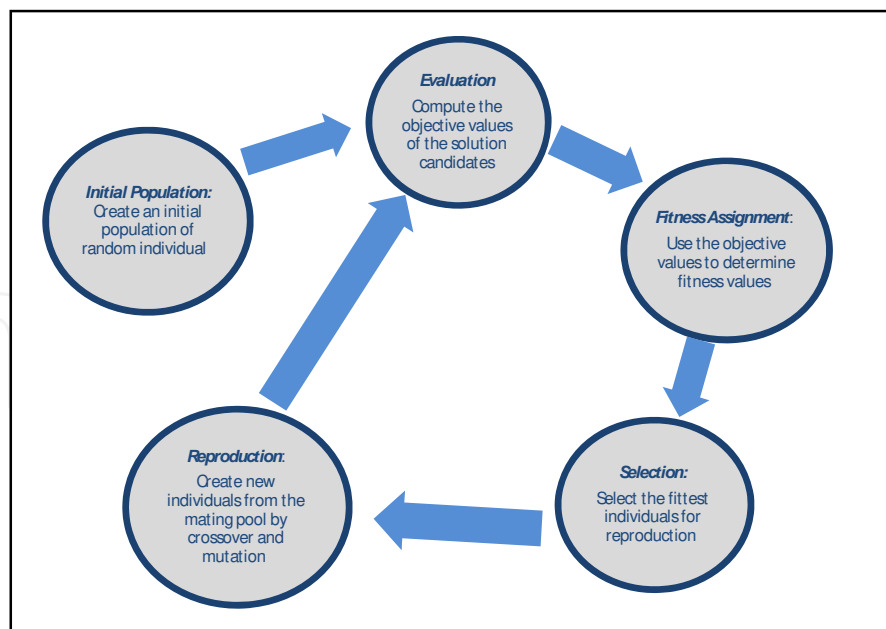 Evaluation
Compute the
objective values
of the solution
candidates
Initial Population:
Create an initial
population of
random individual
Fitness Assignment:
Use the objective
values to determine
fitness values
Reproduction:
Create new
individuals from the
mating pool by
crossover and
mutation
Selection:
Select the fittest
individuals for
reproduction